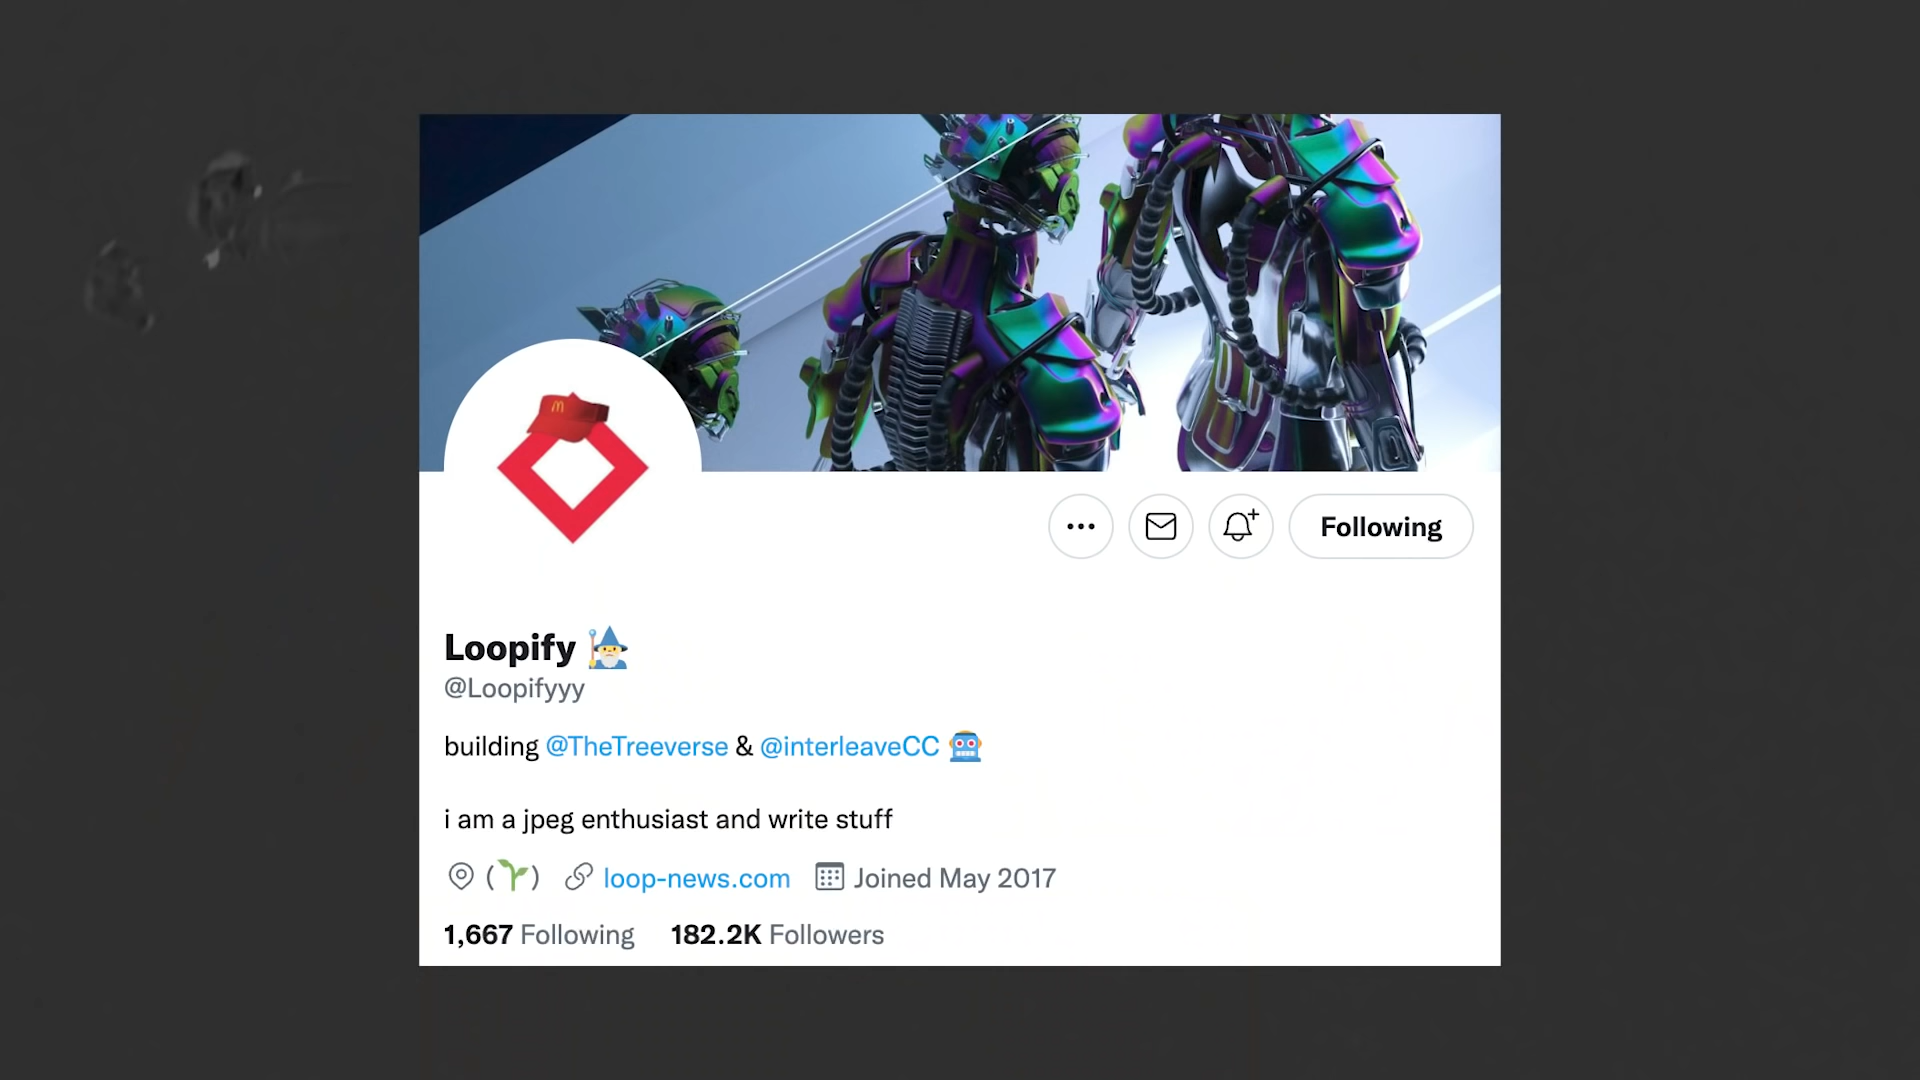 Following
Loopify 🧙‍♂️
@Loopifyyy
building @TheTreeverse & @interleaveCC 🤖
i am a jpeg enthusiast and write stuff
(🌱) loop-news.com Joined May 2017
1,667 Following 182.2K Followers